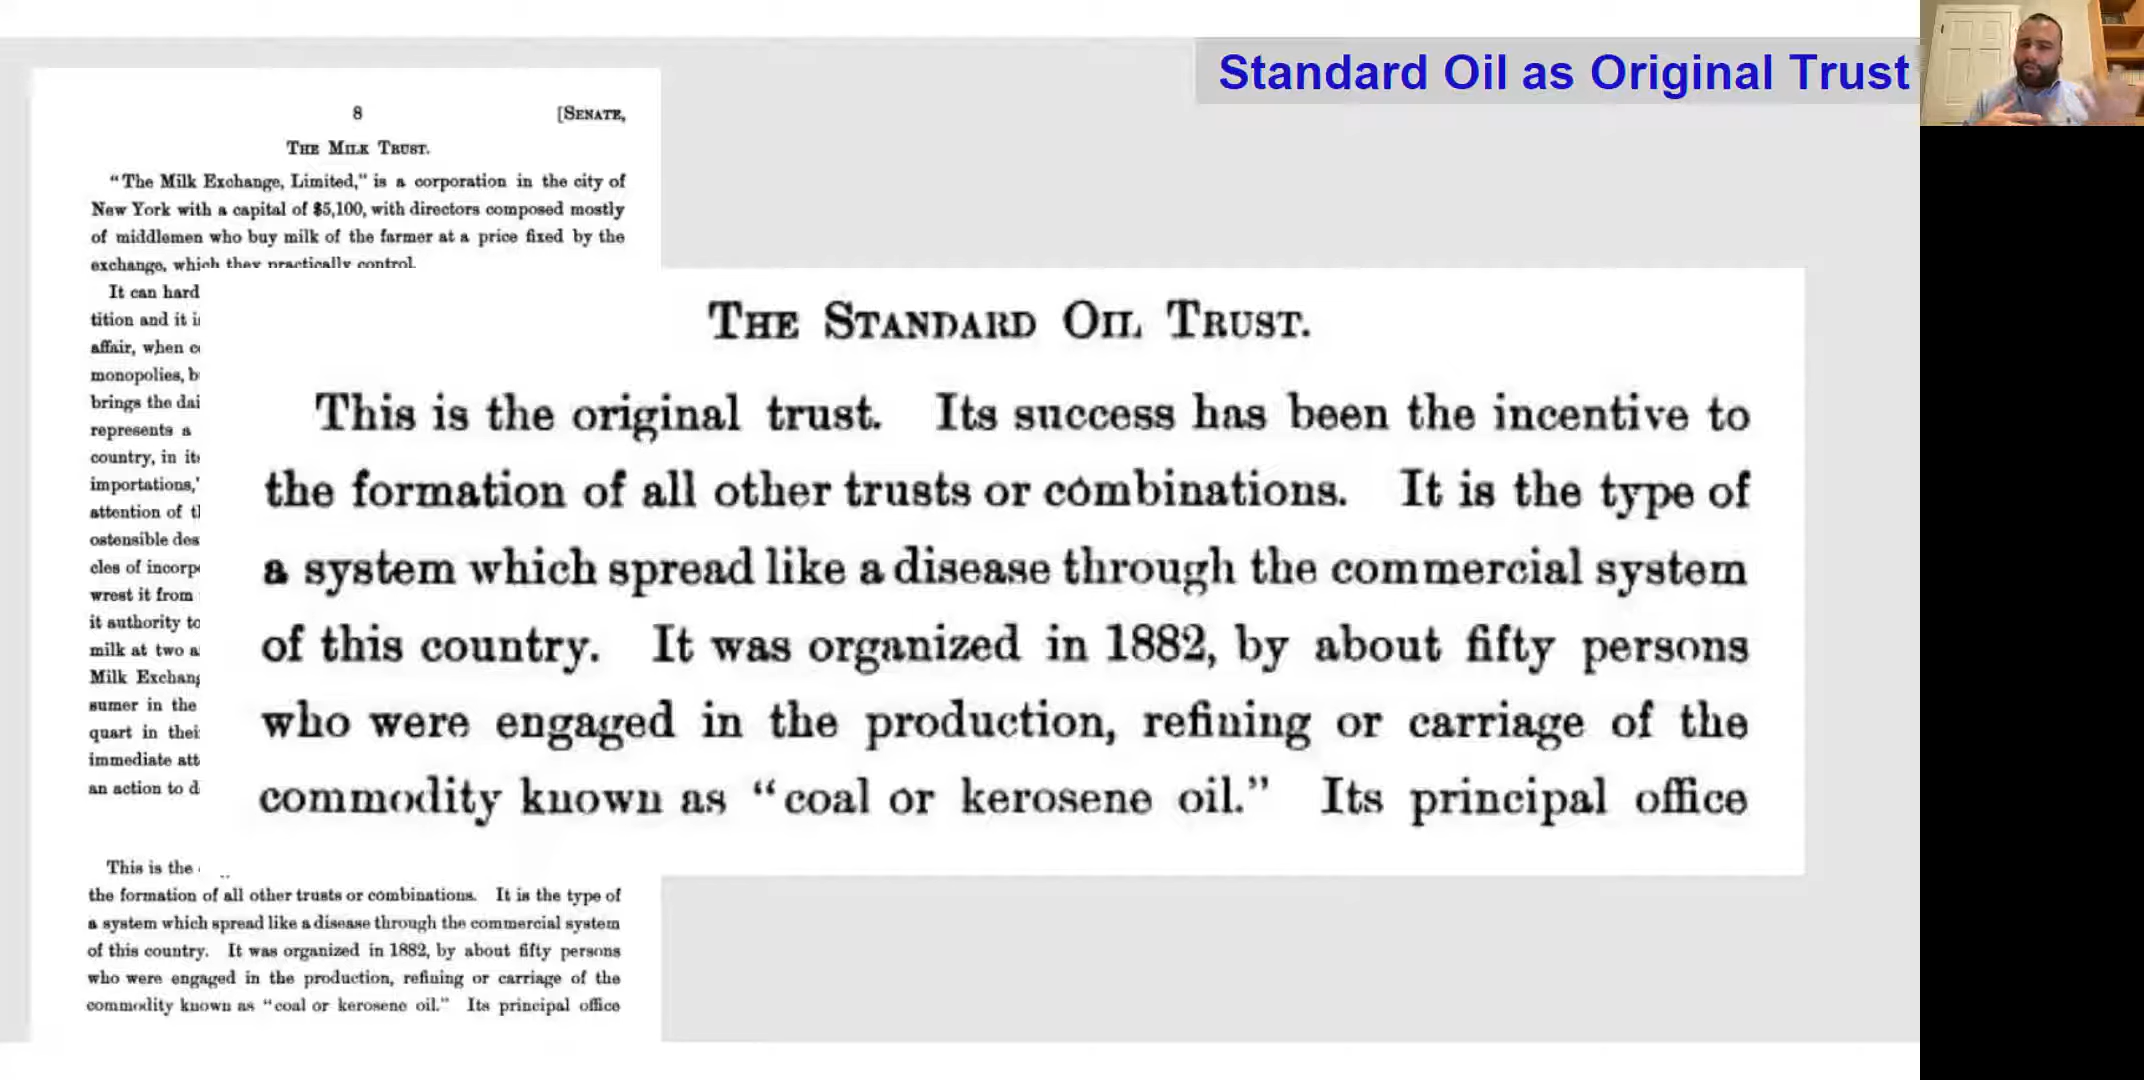 Standard Oil as Original Trust
8 [SENATE,
THE MILK TRUST.
"The Milk Exchange, Limited," is a corporation in the city of
New York with a capital of $5,100, with directors composed mostly
of middlemen who buy milk of the farmer at a price fixed by the
exchange, which they practically control.
It can hard
tition and it
affair, when
monopolies,
brings the
represents a
country, in
importations,
attention of
ostensible
cles of
wrest it from
it authority
milk at two
Milk
sumer in the
quart in
immediate
an action to
THE STANDARD OIL TRUST.
This is the original trust. Its success has been the incentive to
the formation of all other trusts or combinations. It is the type of
a system which spread like a disease through the commercial system
of this country. It was organized in 1882, by about fifty persons
who were engaged in the production, refining or carriage of the
commodity known as "coal or kerosene oil." Its principal office
This is the
the formation of all other trusts or combinations. It is the type of
a system which spread like a disease through the commercial system
of this country. It was organized in 1882, by about fifty persons
who were engaged in the production, refining or carriage of the
commodity known as "coal or kerosene oil." Its principal office